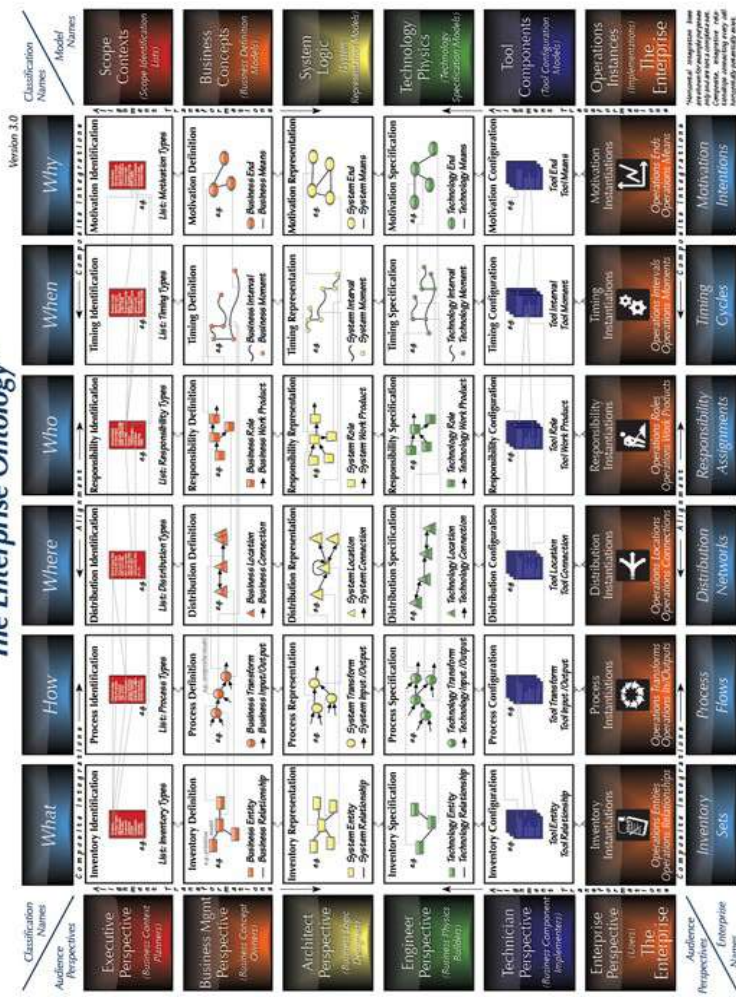 The Enterprise Ontology
Version 3.0
Classification Names
Audience Perspectives
What
How
Where
Who
When
Why
Classification Names
Model Names
Composite Integrations
Alignment
Composite Integrations
Executive Perspective
(Business Context Planners)
Inventory Identification
e.g.
List: Inventory Types
Process Identification
e.g.
List: Process Types
Distribution Identification
e.g.
List: Distribution Types
Responsibility Identification
e.g.
List: Responsibility Types
Timing Identification
e.g.
List: Timing Types
Motivation Identification
e.g.
List: Motivation Types
Scope Contexts
(Scope Identification Lists)
Business Mgmt Perspective
(Business Concept Owners)
Inventory Definition
Business Entity
Business Relationship
Process Definition
Business Transform
Business Input/Output
Distribution Definition
e.g.
Business Location
Business Connection
Responsibility Definition
e.g.
Business Role
Business Work Product
Timing Definition
e.g.
Business Interval
Business Moment
Motivation Definition
e.g.
Business End
Business Means
Business Concepts
(Business Definition Models)
Architect Perspective
(Business Logic
Inventory Representation
e.g.
System Entity
System Relationship
Process Representation
e.g.
System Transform
System Input/Output
Distribution Representation
e.g.
System Location
System Connection
Responsibility Representation
e.g.
System Role
System Work Product
Timing Representation
e.g.
System Interval
System Moment
Motivation Representation
e.g.
System End
System Means
System Logic
Representation Models)
Engineer Perspective
(Business Physics Builders)
Inventory Specification
e.g.
Technology Entity
Technology Relationship
Process Specification
e.g.
Technology Transform
Technology Input/Output
Distribution Specification
e.g.
Technology Location
Technology Connection
Responsibility Specification
e.g.
Technology Role
Technology Work Product
Timing Specification
e.g.
Technology Interval
Technology Moment
Motivation Specification
e.g.
Technology End
Technology Means
Technology Physics
(Technology Specification Models)
Technician Perspective
(Business Component Implementers)
Inventory Configuration
e.g.
Tool Entity
Tool Relationship
Process Configuration
e.g.
Tool Transform
Tool Input/Output
Distribution Configuration
e.g.
Tool Location
Tool Connection
Responsibility Configuration
e.g.
Tool Role
Tool Work Product
Timing Configuration
e.g.
Tool Interval
Tool Moment
Motivation Configuration
e.g.
Tool End
Tool Means
Tool Components
(Tool Configuration Models)
Enterprise Perspective
(Users)
The Enterprise
Inventory Instantiations
Operations Entities
Operations Relationships
Process Instantiations
Operations Transforms
Operations In/Outputs
Distribution Instantiations
Operations Locations
Operations Connections
Responsibility Instantiations
Operations Roles
Operations Work Products
Timing Instantiations
Operations Intervals
Operations Moments
Motivation Instantiations
Operations Ends
Operations Means
Operations Instances
(Implementations)
The Enterprise
Composite Integrations
Alignment
Composite Integrations
Audience Perspectives
Enterprise Names
Inventory Sets
Process Flows
Distribution Networks
Responsibility Assignments
Timing Cycles
Motivation Intentions